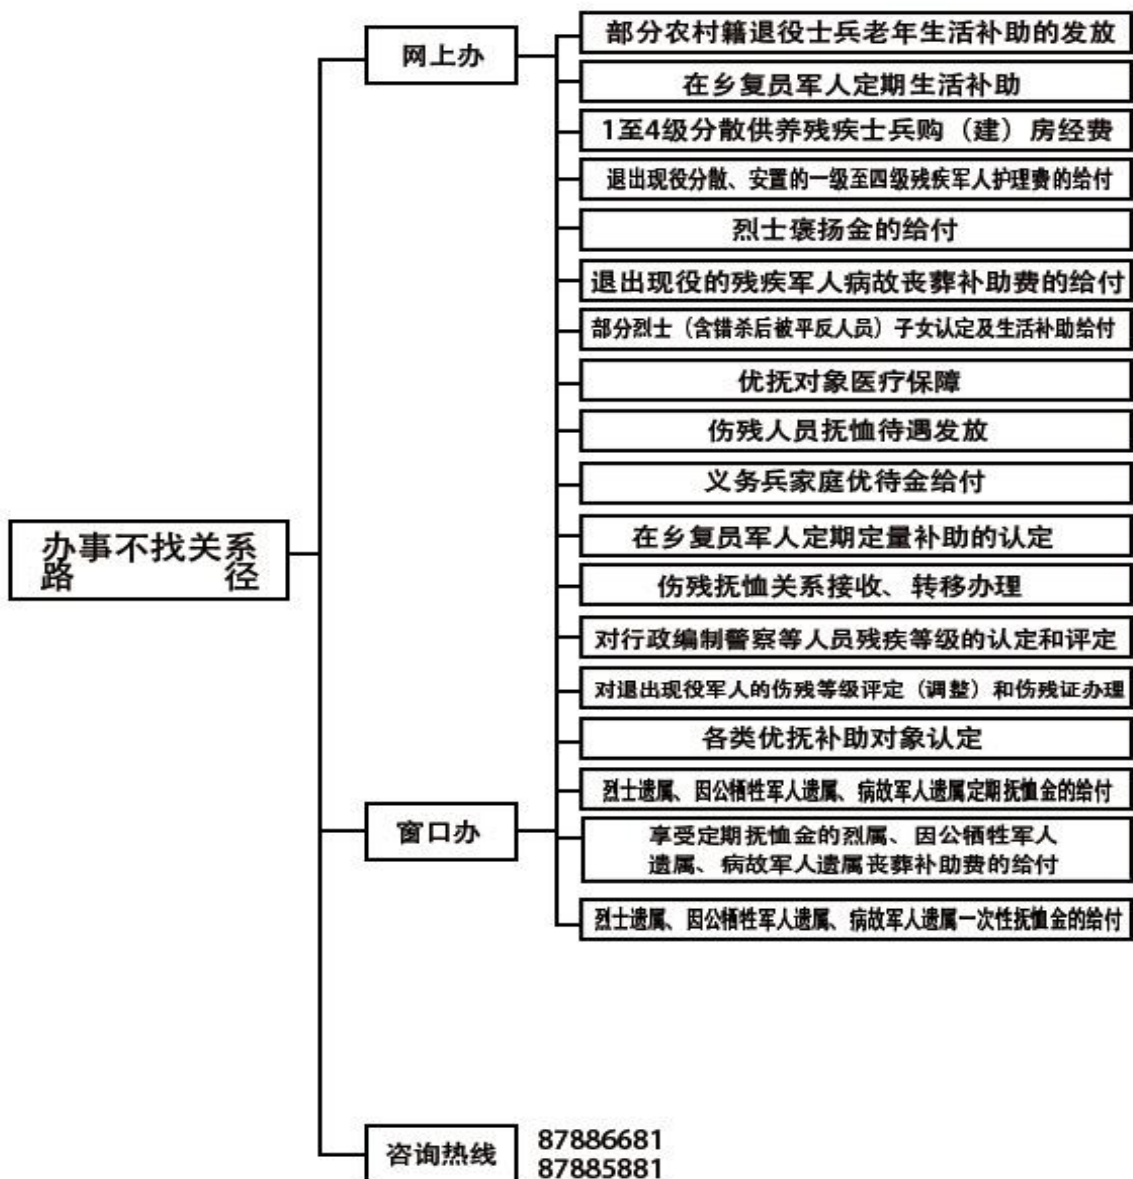 办事不找关系
路径
网上办
部分农村籍退役士兵老年生活补助的发放
在乡复员军人定期生活补助
1至4级分散供养残疾士兵购（建）房经费
退出现役分散、安置的一级至四级残疾军人护理费的给付
烈士褒扬金的给付
退出现役的残疾军人病故丧葬补助费的给付
部分烈士（含错杀后被平反人员）子女认定及生活补助给付
优抚对象医疗保障
伤残人员抚恤待遇发放
义务兵家庭优待金给付
在乡复员军人定期定量补助的认定
伤残抚恤关系接收、转移办理
对行政编制警察等人员残疾等级的认定和评定
对退出现役军人的伤残等级评定（调整）和伤残证办理
各类优抚补助对象认定
窗口办
烈士遗属、因公牺牲军人遗属、病故军人遗属定期抚恤金的给付
享受定期抚恤金的烈属、因公牺牲军人
遗属、病故军人遗属丧葬补助费的给付
烈士遗属、因公牺牲军人遗属、病故军人遗属一次性抚恤金的给付
咨询热线
87886681
87885881